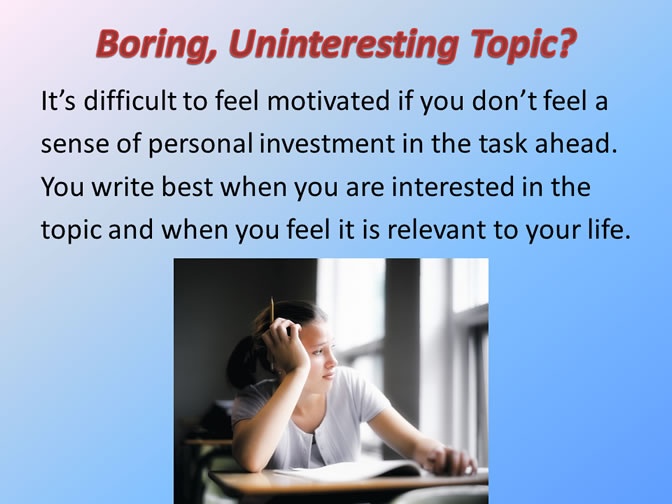 Boring, Uninteresting Topic?
It’s difficult to feel motivated if you don’t feel a
sense of personal investment in the task ahead.
You write best when you are interested in the
topic and when you feel it is relevant to your life.